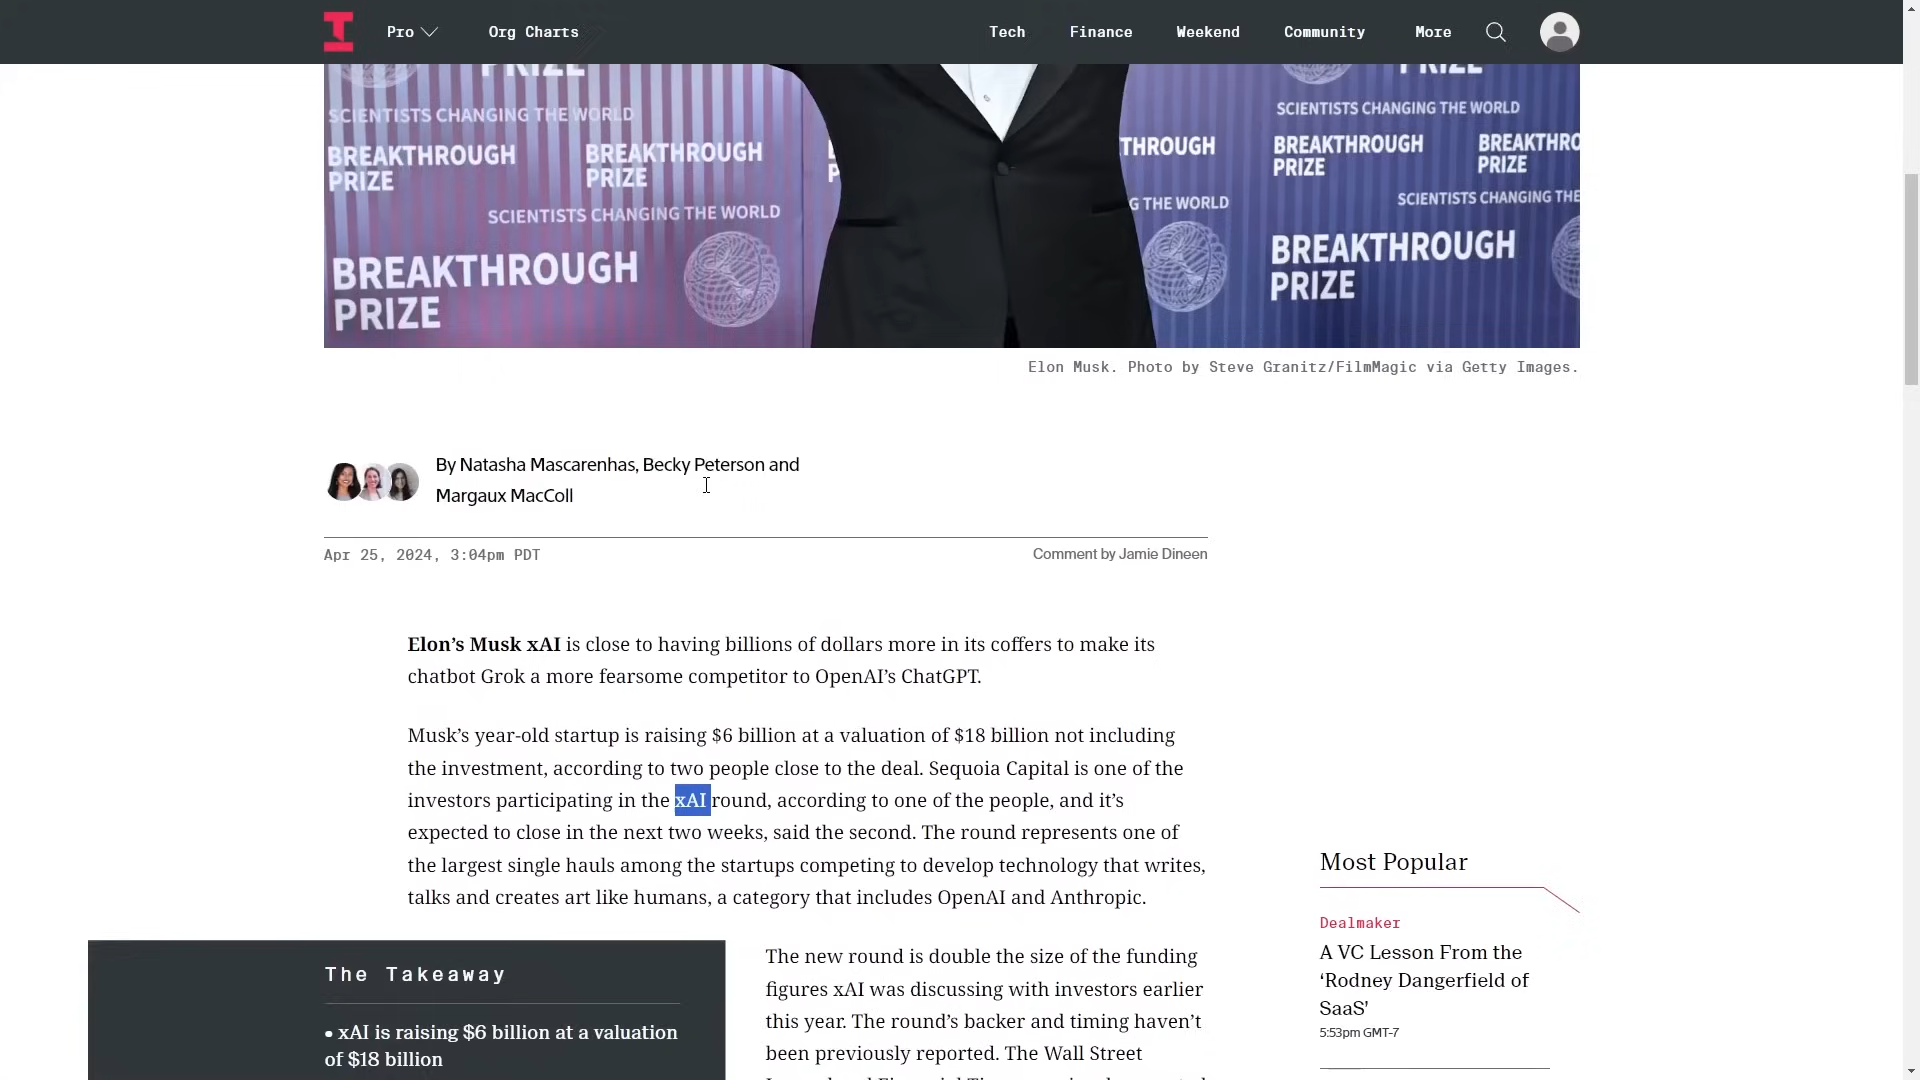 Pro
Org Charts
Tech
Finance
Weekend
Community
More
PRIZE
PRIZE
SCIENTISTS CHANGING THE WORLD
SCIENTISTS CHANGING THE WORLD
BREAKTHROUGH
PRIZE
BREAKTHROUGH
PRIZE
THROUGH
BREAKTHROUGH
PRIZE
BREAKTHRO
PRIZE
SCIENTISTS CHANGING THE WORLD
G THE WORLD
SCIENTISTS CHANGING THE
BREAKTHROUGH
PRIZE
BREAKTHROUGH
PRIZE
Elon Musk. Photo by Steve Granitz/FilmMagic via Getty Images.
By Natasha Mascarenhas, Becky Peterson and
Margaux MacColl
Apr 25, 2024, 3:04pm PDT
Comment by Jamie Dineen
Elon’s Musk xAI is close to having billions of dollars more in its coffers to make its
chatbot Grok a more fearsome competitor to OpenAI’s ChatGPT.
Musk’s year-old startup is raising $6 billion at a valuation of $18 billion not including
the investment, according to two people close to the deal. Sequoia Capital is one of the
investors participating in the xAI round, according to one of the people, and it’s
expected to close in the next two weeks, said the second. The round represents one of
the largest single hauls among the startups competing to develop technology that writes,
talks and creates art like humans, a category that includes OpenAI and Anthropic.
The Takeaway
• xAI is raising $6 billion at a valuation
of $18 billion
The new round is double the size of the funding
figures xAI was discussing with investors earlier
this year. The round’s backer and timing haven’t
been previously reported. The Wall Street
Most Popular
Dealmaker
A VC Lesson From the
‘Rodney Dangerfield of
SaaS’
5:53pm GMT-7